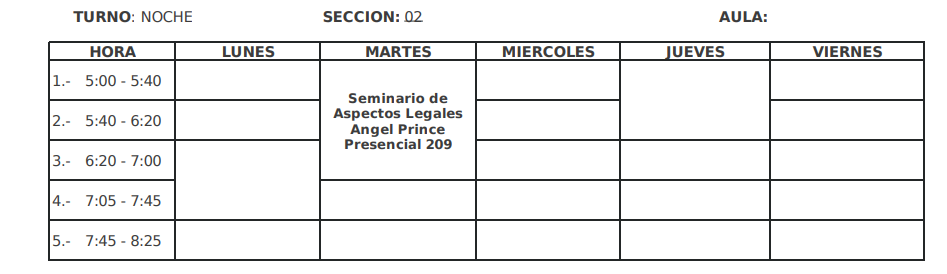 TURNO: NOCHE SECCION: 02 AULA:
HORA LUNES MARTES MIERCOLES JUEVES VIERNES
1.- 5:00 - 5:40
Seminario de
Aspectos Legales
Angel Prince
Presencial 209
2.- 5:40 - 6:20
3.- 6:20 - 7:00
4.- 7:05 - 7:45
5.- 7:45 - 8:25